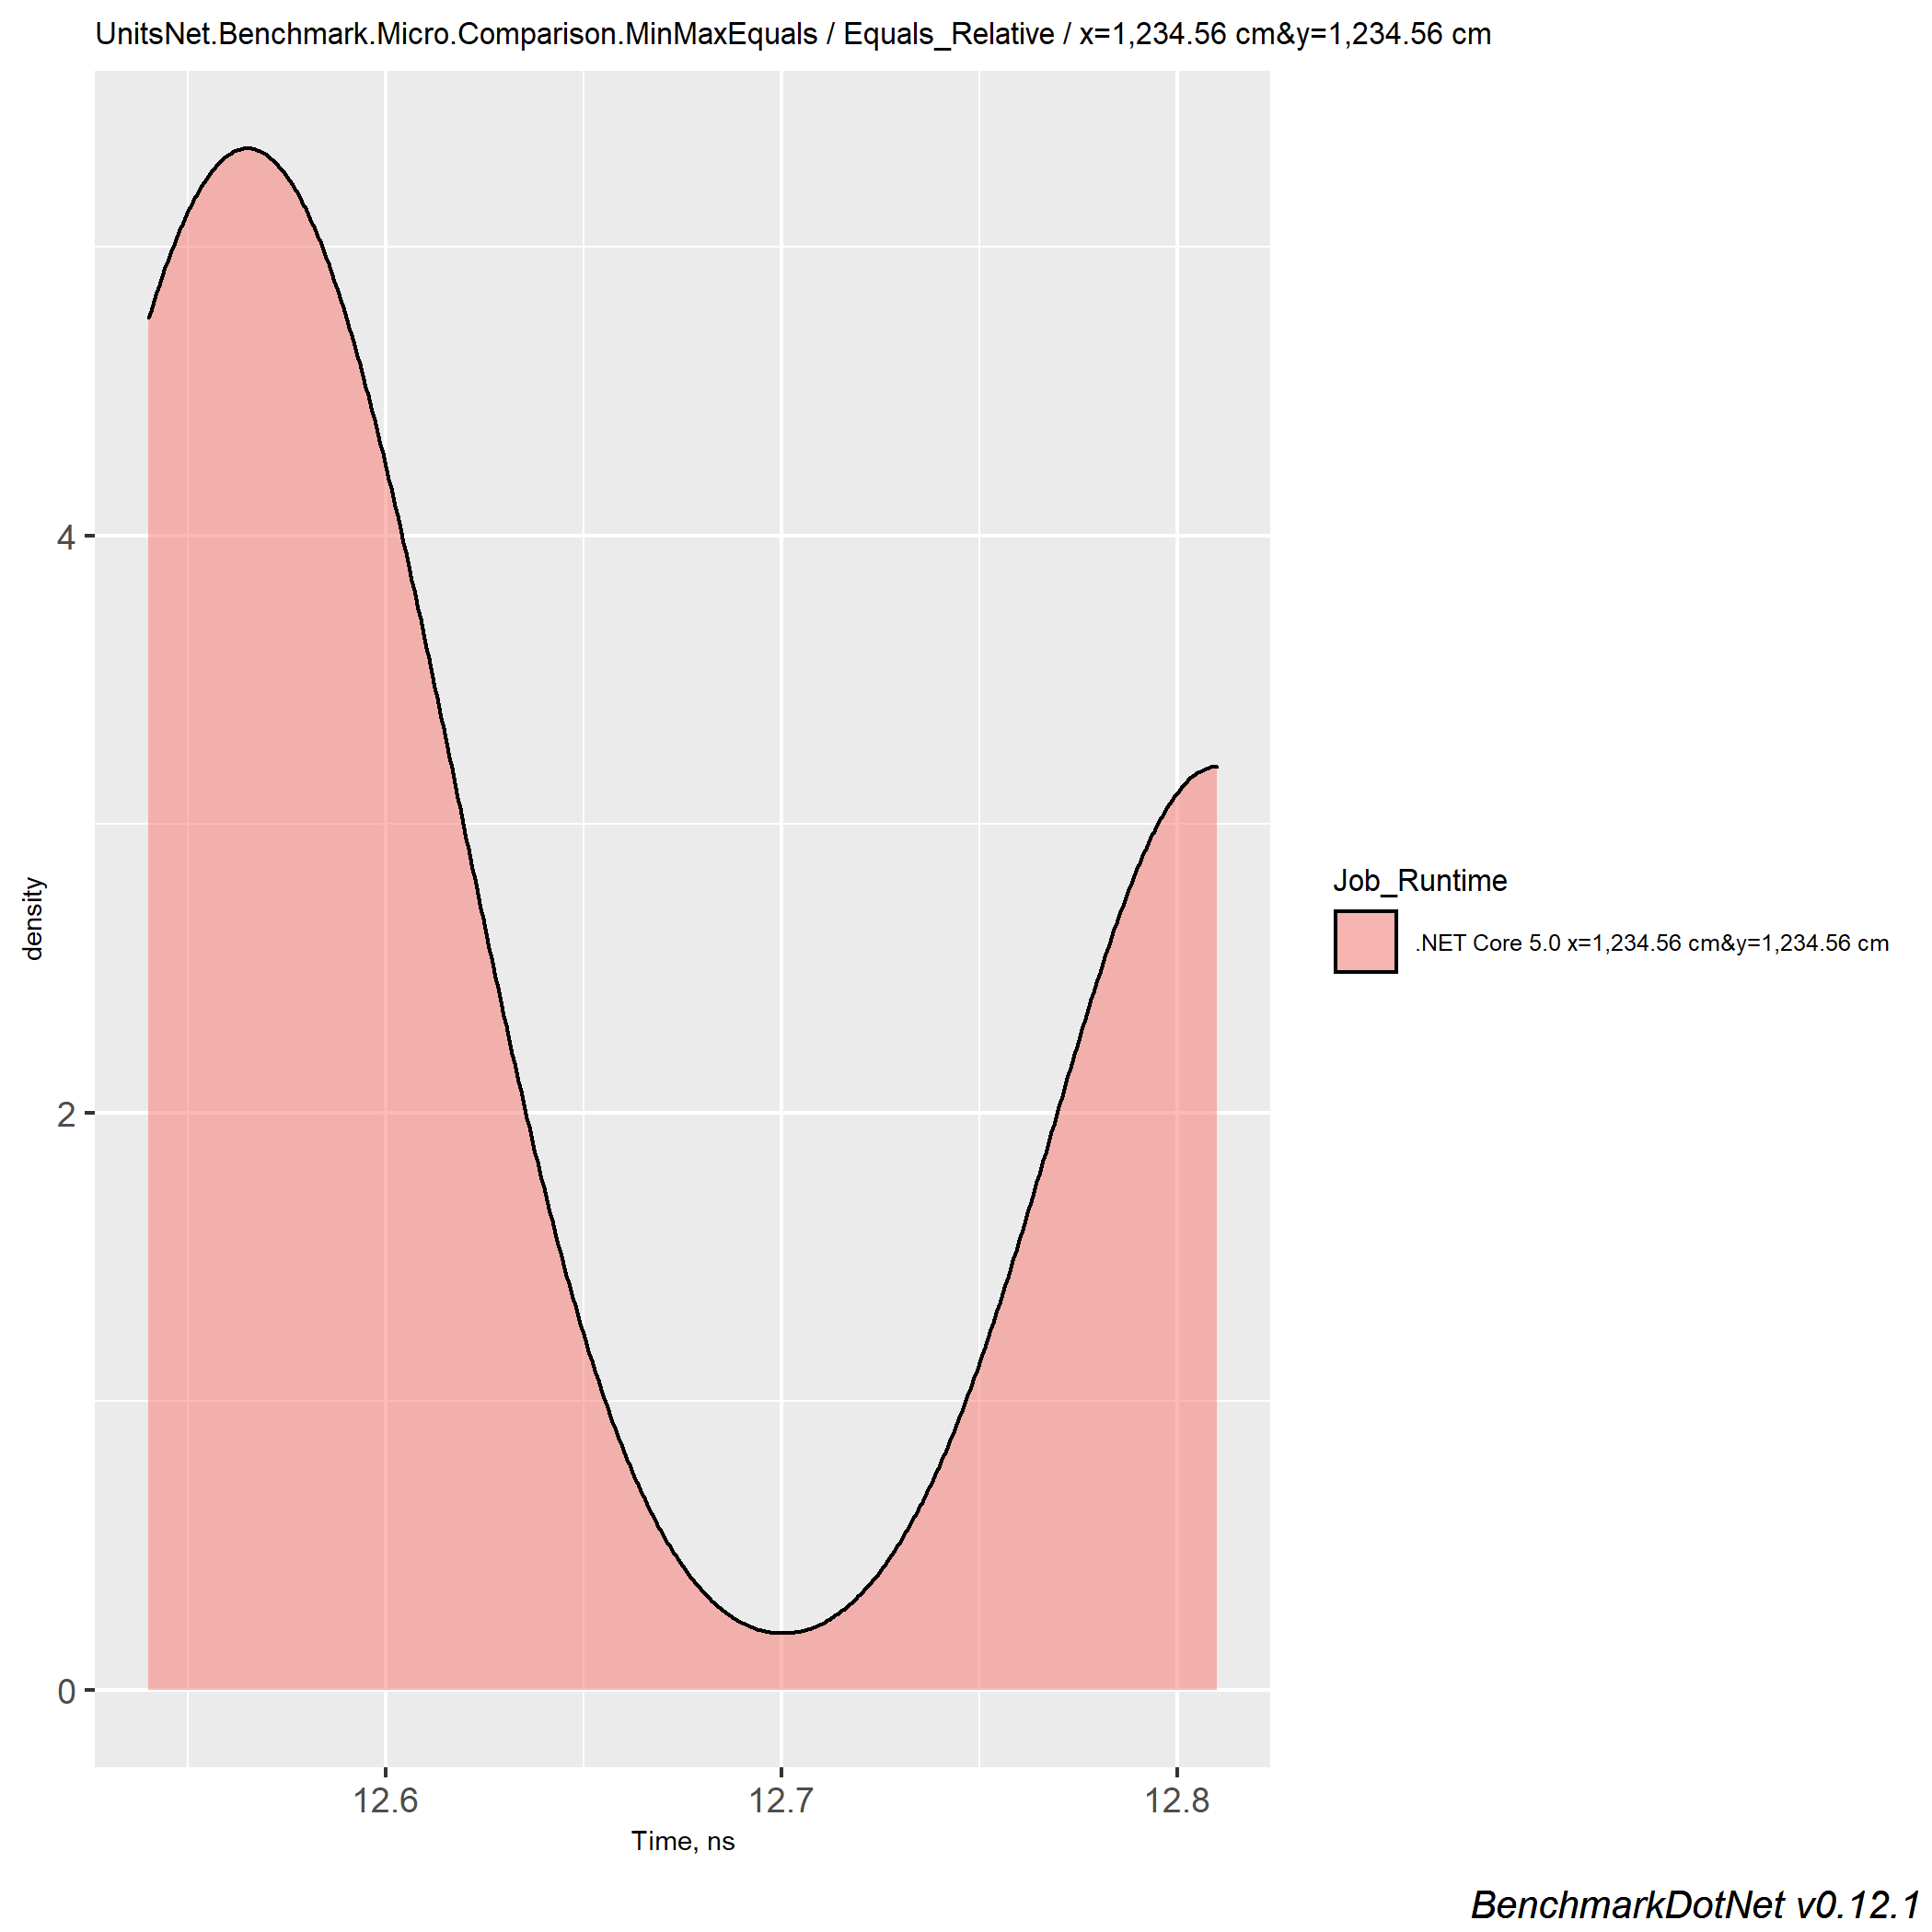 UnitsNet.Benchmark.Micro.Comparison.MinMaxEquals / Equals_Relative / x=1,234.56 cm&y=1,234.56 cm
4
2
0
density
12.6 12.7 12.8
Time, ns
Job_Runtime
.NET Core 5.0 x=1,234.56 cm&y=1,234.56 cm
BenchmarkDotNet v0.12.1